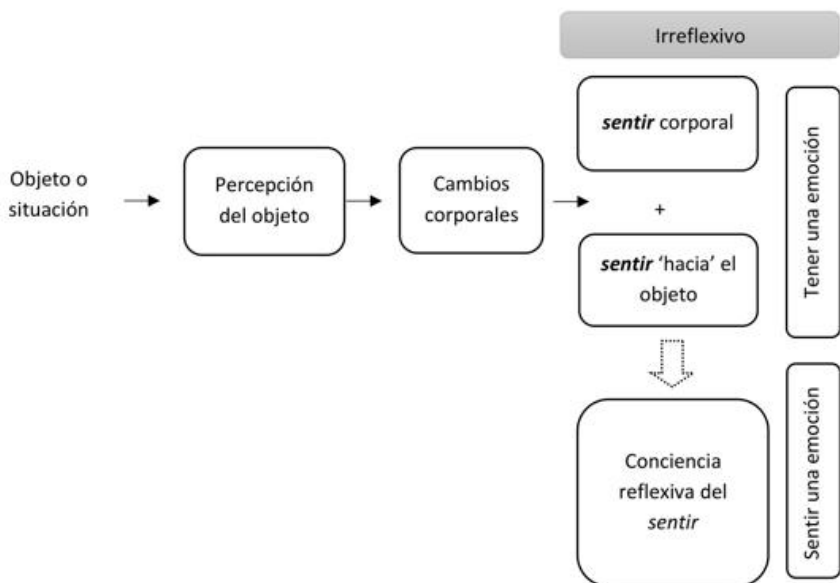 Irreflexivo
sentir corporal
Objeto o
situación
Percepción
del objeto
Cambios
corporales
+
sentir ‘hacia’ el
objeto
Tener una emoción
Conciencia
reflexiva del
sentir
Sentir una emoción